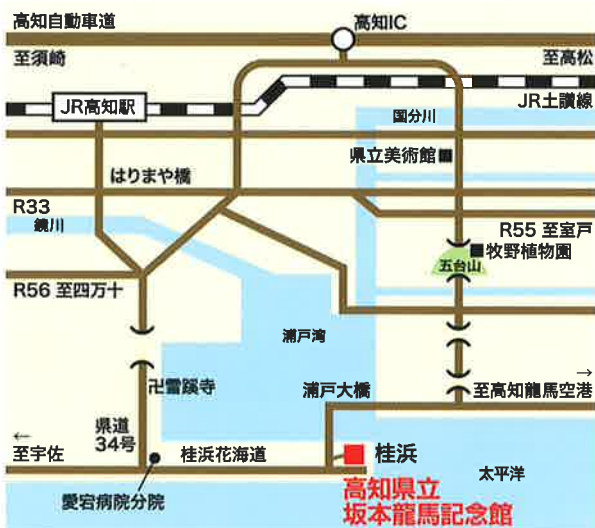 高知自動車道
高知IC
至須崎
至高松
JR高知駅
JR土讃線
国分川
県立美術館
はりまや橋
R33
鏡川
R55 至室戸
牧野植物園
五台山
R56 至四万十
浦戸湾
卍雪蹊寺
浦戸大橋
→
至高知龍馬空港
県道
34号
←
至宇佐
桂浜花海道
桂浜
愛宕病院分院
太平洋
高知県立
坂本龍馬記念館